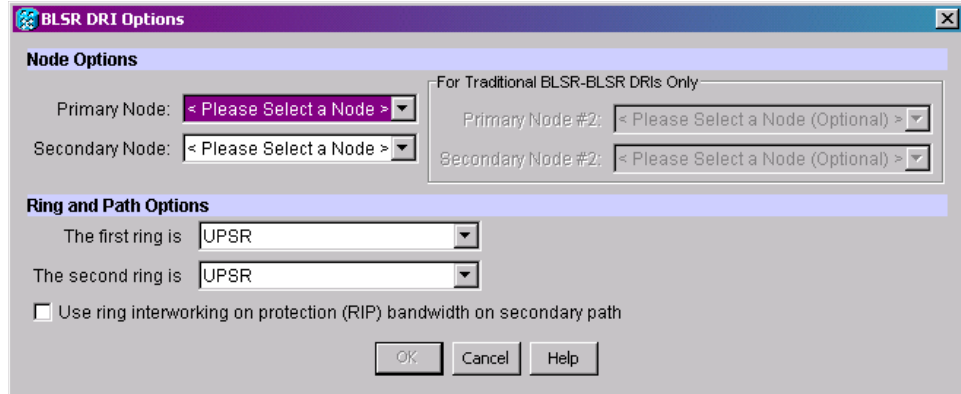 BLSR DRI Options
Node Options
For Traditional BLSR-BLSR DRIs Only
Primary Node: < Please Select a Node >
Primary Node #2: < Please Select a Node (Optional) >
Secondary Node: < Please Select a Node >
Secondary Node #2: < Please Select a Node (Optional) >
Ring and Path Options
The first ring is UPSR
The second ring is UPSR
Use ring interworking on protection (RIP) bandwidth on secondary path
OK Cancel Help